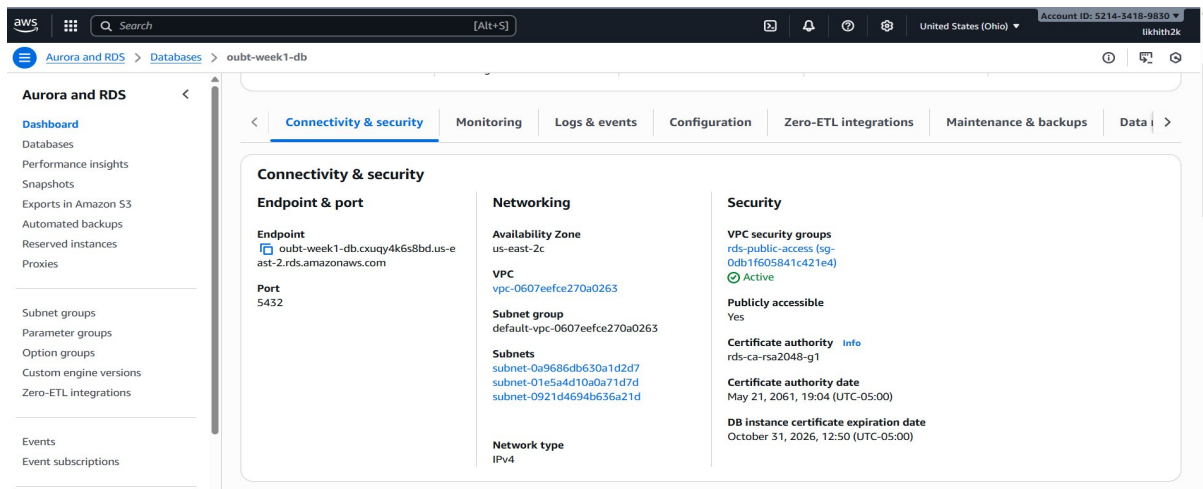 aws
Search
[Alt+S]
United States (Ohio) ▼
Account ID: 5214-3418-9830 ▼
likhith2k
Aurora and RDS > Databases > oubt-week1-db
Aurora and RDS
Dashboard
Databases
Performance insights
Snapshots
Exports in Amazon S3
Automated backups
Reserved instances
Proxies
Subnet groups
Parameter groups
Option groups
Custom engine versions
Zero-ETL integrations
Events
Event subscriptions
Connectivity & security
Monitoring
Logs & events
Configuration
Zero-ETL integrations
Maintenance & backups
Data
Connectivity & security
Endpoint & port
Endpoint
oubt-week1-db.cxuqy4k6s8bd.us-e
ast-2.rds.amazonaws.com
Port
5432
Networking
Availability Zone
us-east-2c
VPC
vpc-0607eefce270a0263
Subnet group
default-vpc-0607eefce270a0263
Subnets
subnet-0a9686db630a1d2d7
subnet-01e5a4d10a0a71d7d
subnet-0921d4694b636a21d
Network type
IPv4
Security
VPC security groups
rds-public-access (sg-
0db1f605841c421e4)
Active
Publicly accessible
Yes
Certificate authority Info
rds-ca-rsa2048-g1
Certificate authority date
May 21, 2061, 19:04 (UTC-05:00)
DB instance certificate expiration date
October 31, 2026, 12:50 (UTC-05:00)